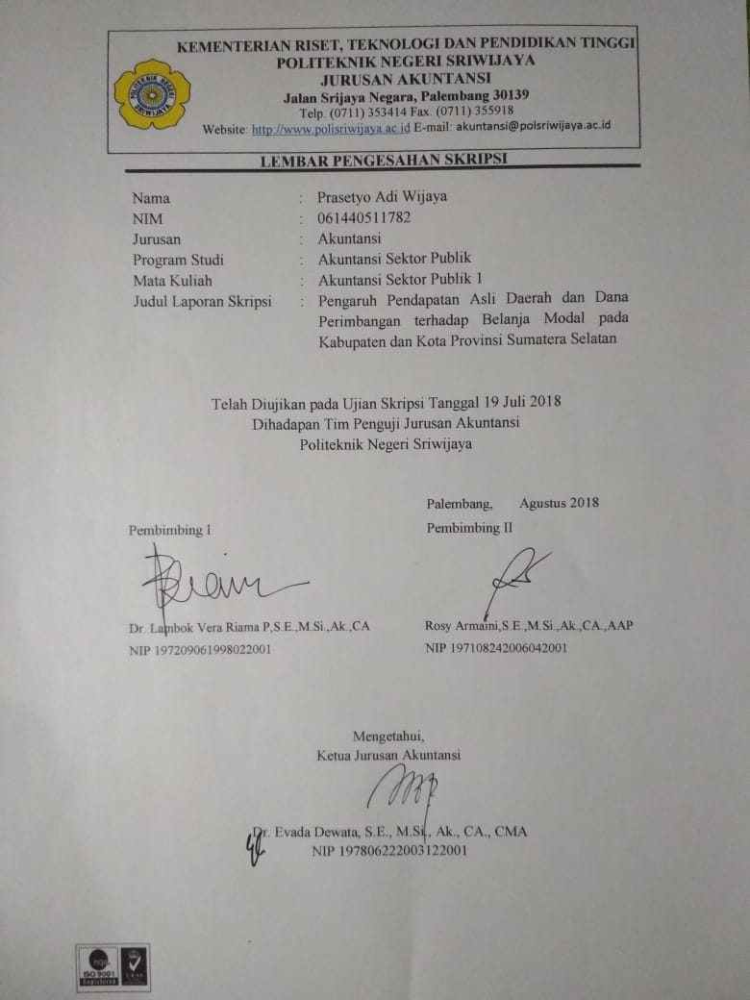 KEMENTERIAN RISET, TEKNOLOGI DAN PENDIDIKAN TINGGI
POLITEKNIK NEGERI SRIWIJAYA
JURUSAN AKUNTANSI
Jalan Srijaya Negara, Palembang 30139
Telp. (0711) 353414 Fax. (0711) 355918
Website: http://www.polisriwijaya.ac.id E-mail: akuntansi@polsriwijaya.ac.id
POLITEKNIK NEGERI
SRIWIJAYA
LEMBAR PENGESAHAN SKRIPSI
Nama : Prasetyo Adi Wijaya
NIM : 061440511782
Jurusan : Akuntansi
Program Studi : Akuntansi Sektor Publik
Mata Kuliah : Akuntansi Sektor Publik 1
Judul Laporan Skripsi : Pengaruh Pendapatan Asli Daerah dan Dana
Perimbangan terhadap Belanja Modal pada
Kabupaten dan Kota Provinsi Sumatera Selatan
Telah Diujikan pada Ujian Skripsi Tanggal 19 Juli 2018
Dihadapan Tim Penguji Jurusan Akuntansi
Politeknik Negeri Sriwijaya
Palembang, Agustus 2018
Pembimbing I
Pembimbing II
Dr. Lambok Vera Riama P,S.E.,M.Si.,Ak.,CA
NIP 197209061998022001
Rosy Armaini,S.E.,M.Si.,Ak.,CA.,AAP
NIP 197108242006042001
Mengetahui,
Ketua Jurusan Akuntansi
Dr. Evada Dewata, S.E., M.Si., Ak., CA., CMA
NIP 197806222003122001
nqa.
ISO 9001
Registered
UKAS